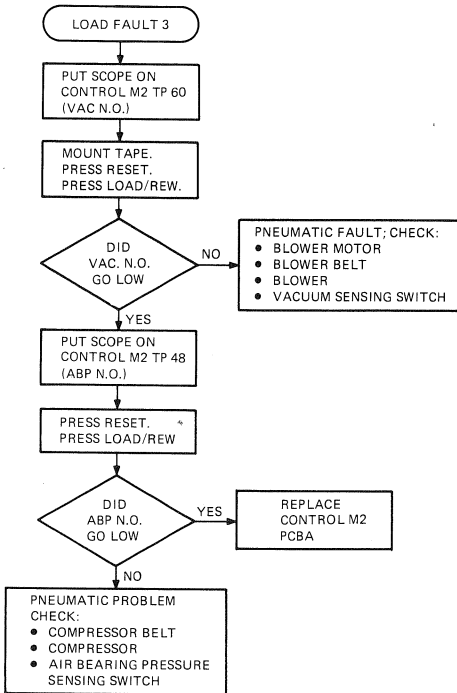 LOAD FAULT 3
PUT SCOPE ON
CONTROL M2 TP 60
(VAC N.O.)
MOUNT TAPE.
PRESS RESET.
PRESS LOAD/REW.
DID
VAC. N.O.
GO LOW
NO
PNEUMATIC FAULT; CHECK:
● BLOWER MOTOR
● BLOWER BELT
● BLOWER
● VACUUM SENSING SWITCH
YES
PUT SCOPE ON
CONTROL M2 TP 48
(ABP N.O.)
PRESS RESET.
PRESS LOAD/REW
DID
ABP N.O.
GO LOW
YES
REPLACE
CONTROL M2
PCBA
NO
PNEUMATIC PROBLEM
CHECK:
● COMPRESSOR BELT
● COMPRESSOR
● AIR BEARING PRESSURE
SENSING SWITCH